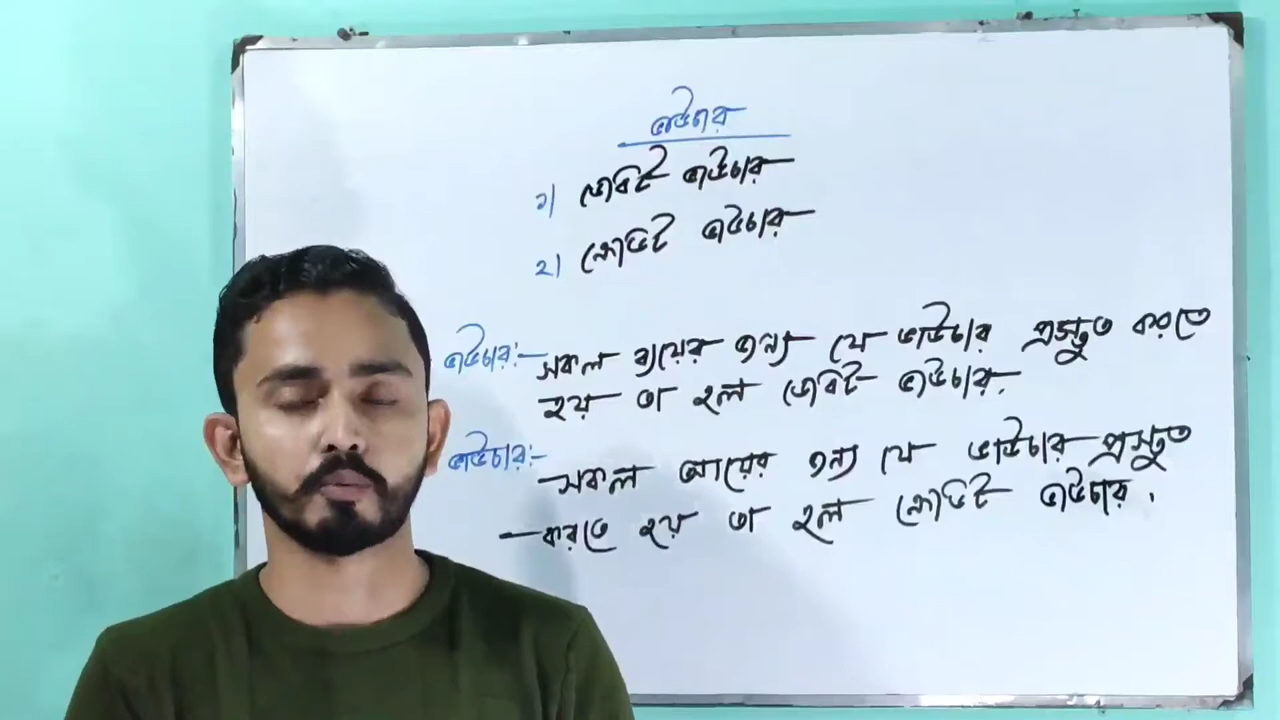 ভাউচার
১) ডেবিট ভাউচার
২) ক্রেডিট ভাউচার
ভাউচার:- সকল ব্যয়ের জন্য যে ভাউচার প্রস্তুত করতে
হয় তা হল ডেবিট ভাউচার.
ভাউচার:- সকল আয়ের জন্য যে ভাউচার প্রস্তুত
করতে হয় তা হল ক্রেডিট ভাউচার.